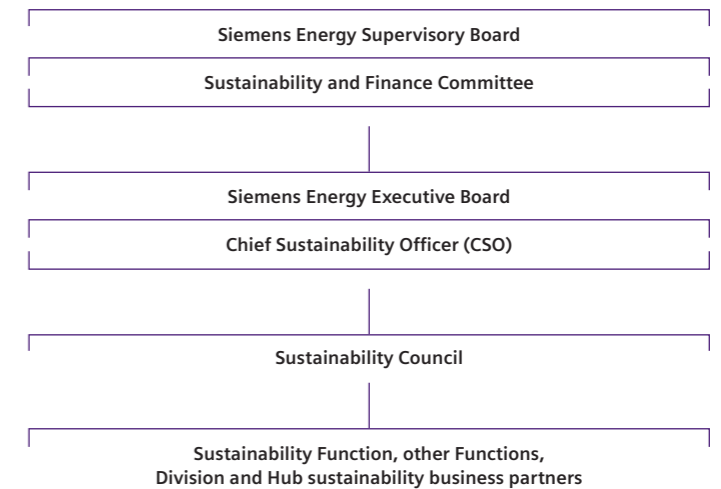 Siemens Energy Supervisory Board
Sustainability and Finance Committee
Siemens Energy Executive Board
Chief Sustainability Officer (CSO)
Sustainability Council
Sustainability Function, other Functions,
Division and Hub sustainability business partners